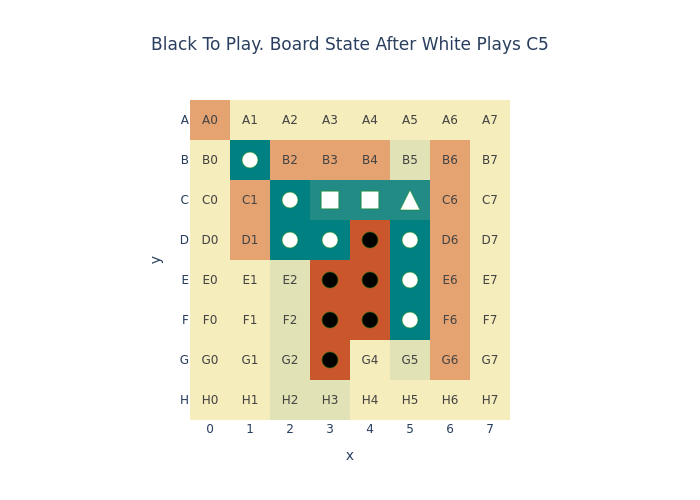 Black To Play. Board State After White Plays C5
A A0 A1 A2 A3 A4 A5 A6 A7
B B0 B2 B3 B4 B5 B6 B7
C C0 C1 C6 C7
D D0 D1 D6 D7
E E0 E1 E2 E6 E7
F F0 F1 F2 F6 F7
G G0 G1 G2 G4 G5 G6 G7
H H0 H1 H2 H3 H4 H5 H6 H7
0 1 2 3 4 5 6 7
y
x